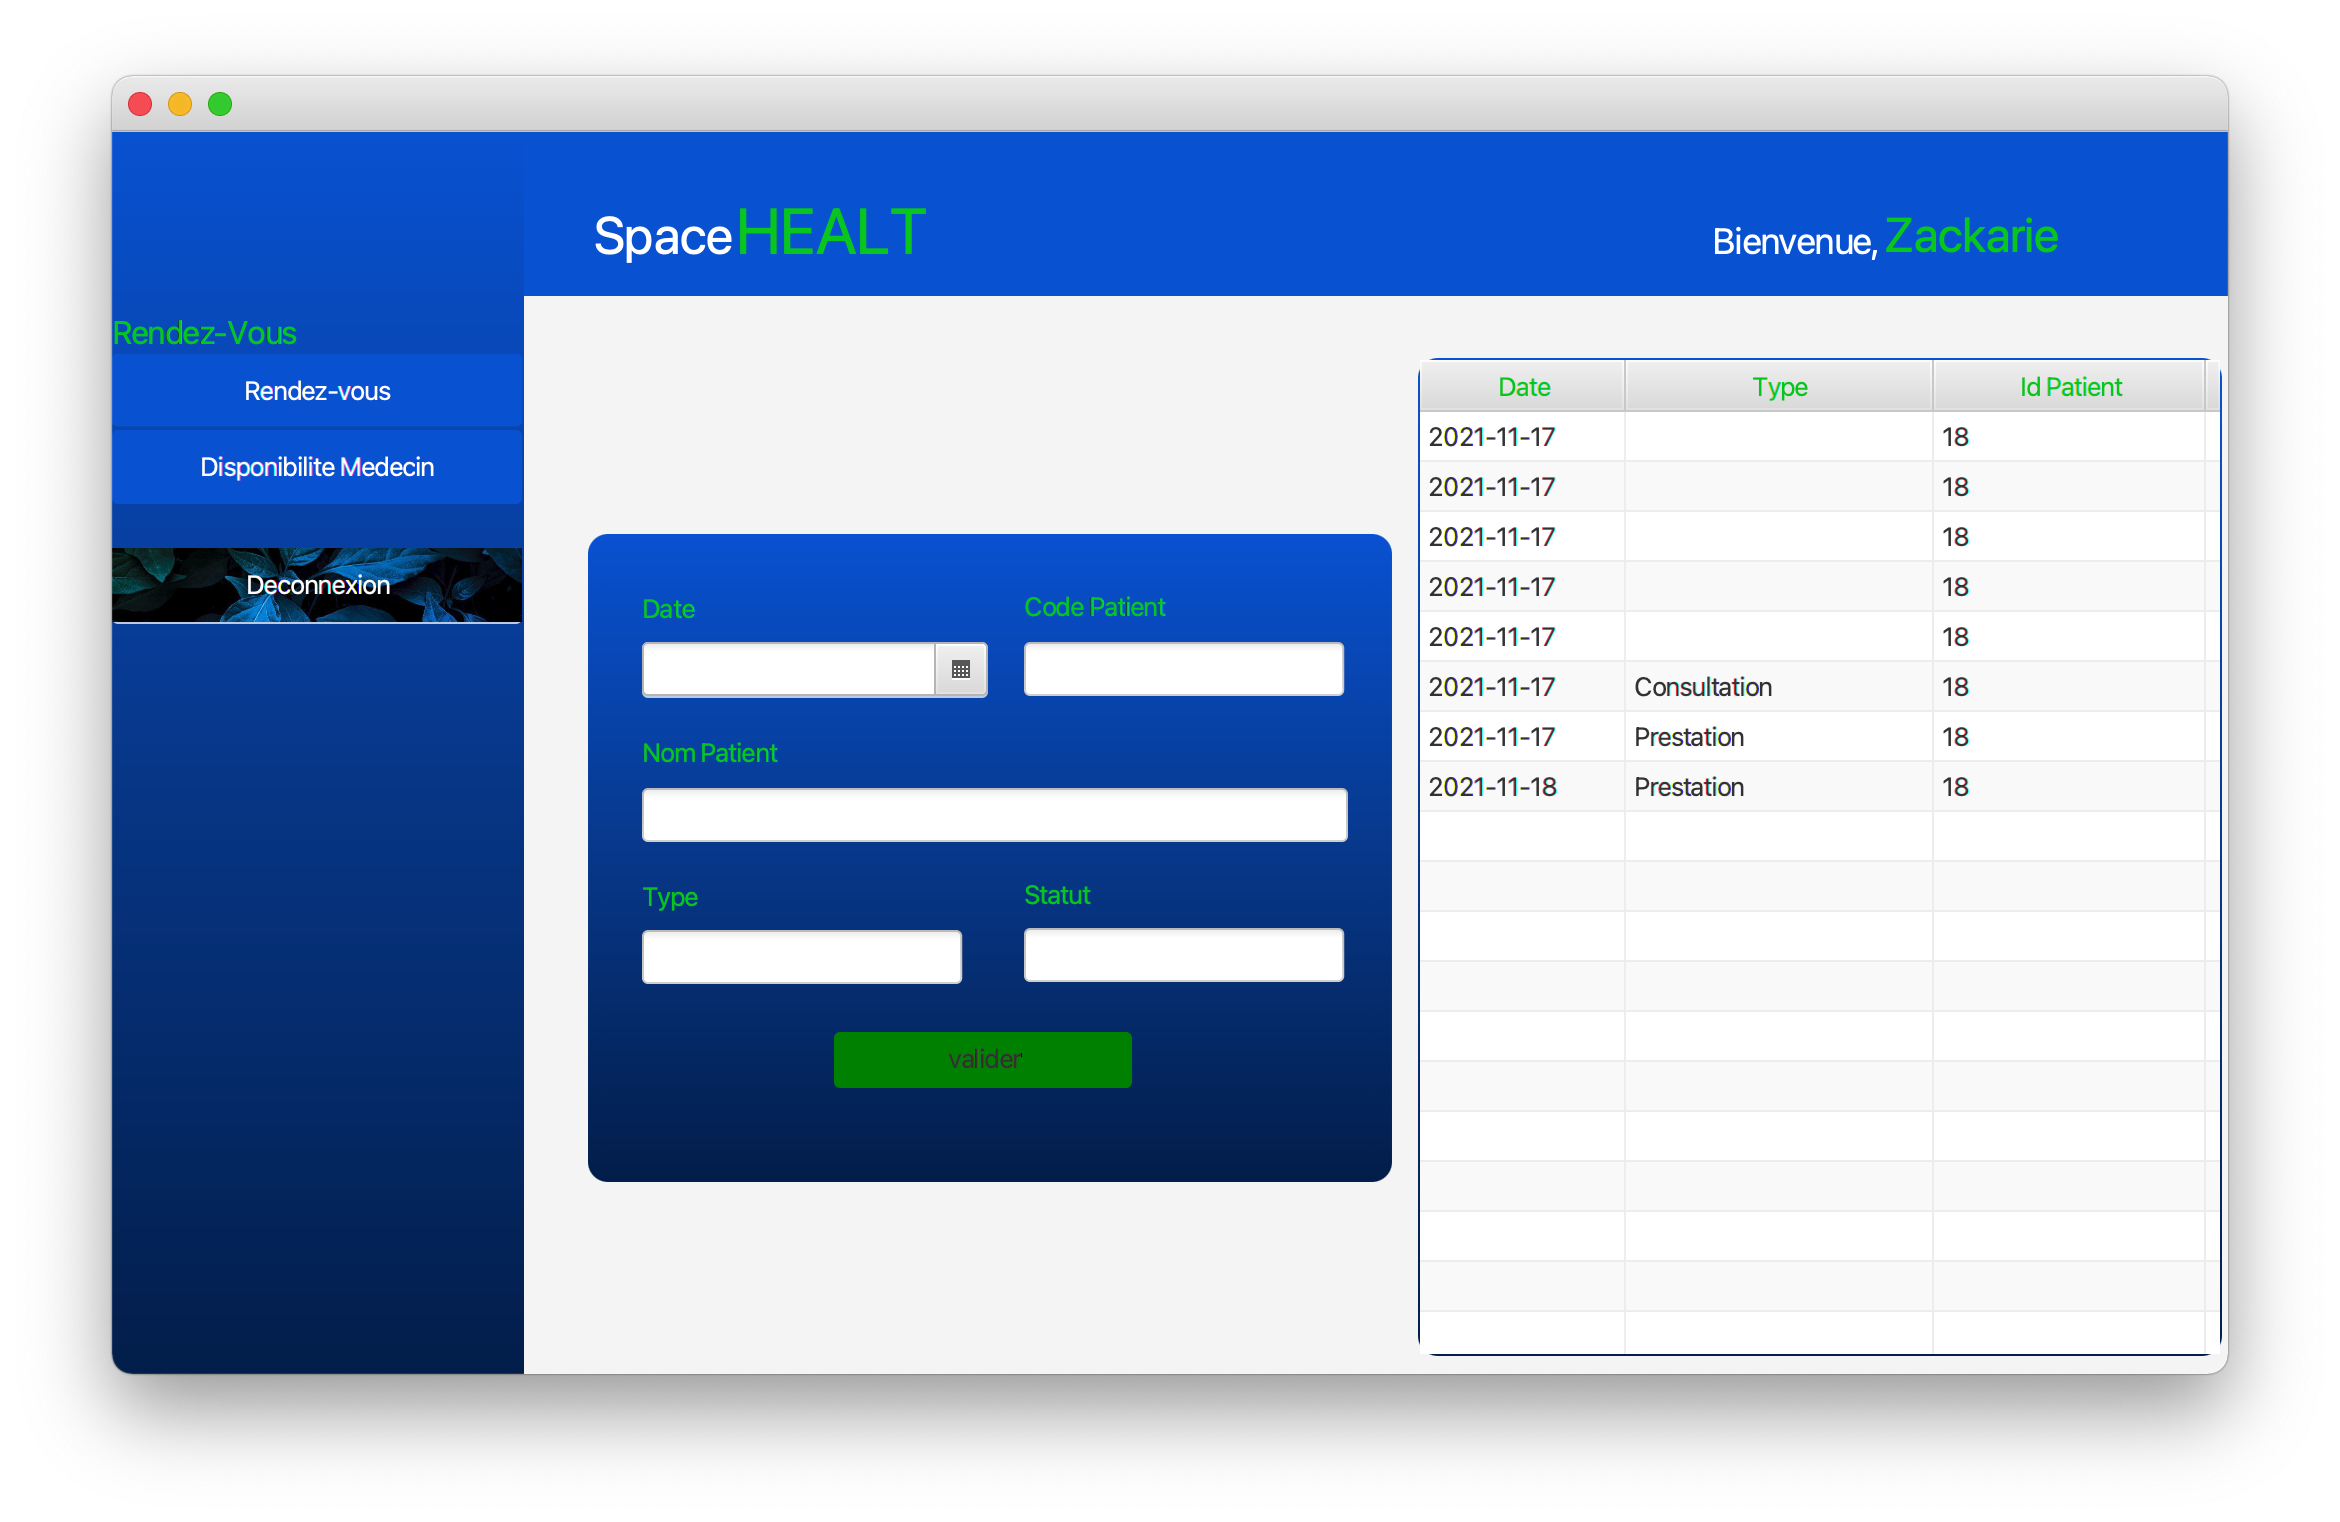 Space HEALT
Bienvenue, Zackarie
Rendez-Vous
Rendez-vous
Disponibilite Medecin
Deconnexion
Date
Code Patient
Nom Patient
Type
Statut
valider
Date Type Id Patient
2021-11-17 18
2021-11-17 18
2021-11-17 18
2021-11-17 18
2021-11-17 18
2021-11-17 Consultation 18
2021-11-17 Prestation 18
2021-11-18 Prestation 18